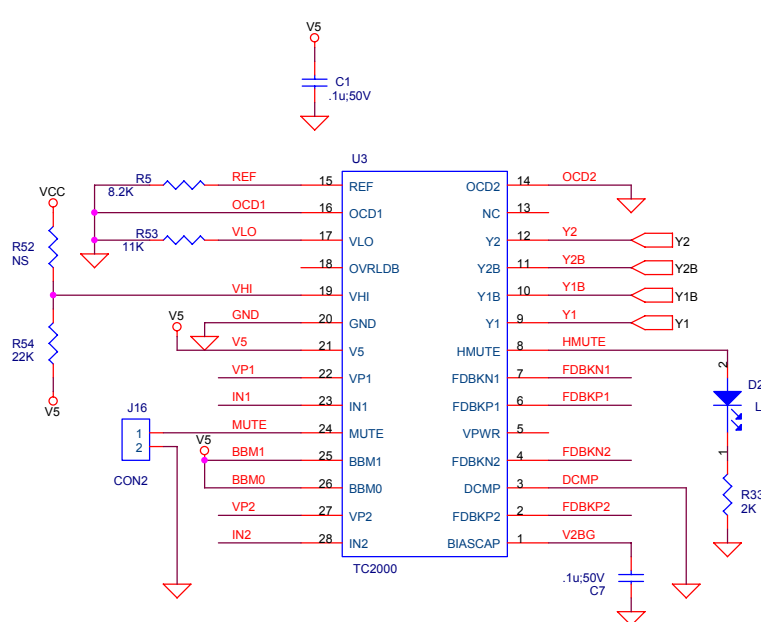 V5
C1
.1u;50V
U3
R5
8.2K
REF
15
REF
OCD2
14
OCD2
VCC
OCD1
16
OCD1
NC
13
R53
11K
VLO
17
VLO
Y2
12
Y2
Y2
R52
NS
18
OVRLDB
Y2B
11
Y2B
Y2B
VHI
19
VHI
Y1B
10
Y1B
Y1B
V5
GND
20
GND
Y1
9
Y1
Y1
R54
22K
V5
21
V5
HMUTE
8
HMUTE
VP1
22
VP1
FDBKN1
7
FDBKN1
2
D2
L
V5
IN1
23
IN1
FDBKP1
6
FDBKP1
J16
1
2
CON2
MUTE
24
MUTE
VPWR
5
V5
BBM1
25
BBM1
FDBKN2
4
FDBKN2
1
BBM0
26
BBM0
DCMP
3
DCMP
R33
2K
VP2
27
VP2
FDBKP2
2
FDBKP2
IN2
28
IN2
BIASCAP
1
V2BG
TC2000
.1u;50V
C7